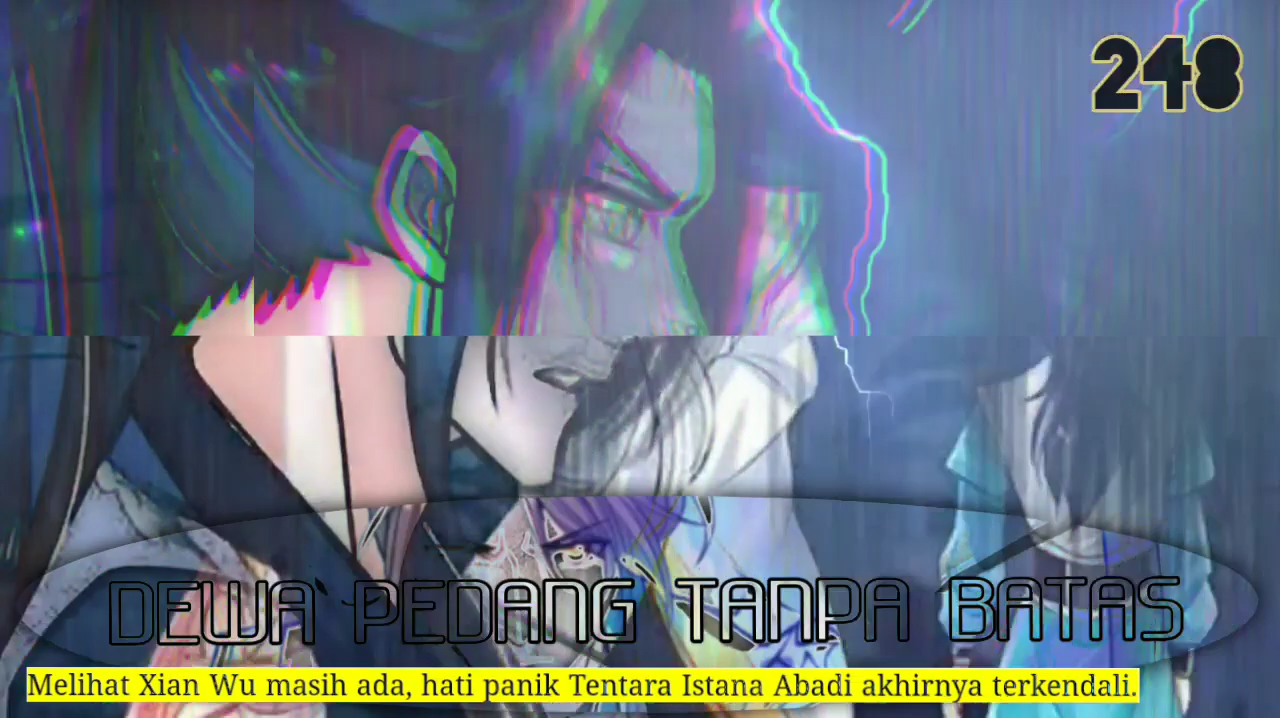 248
DEWA PEDANG TANPA BATAS
Melihat Xian Wu masih ada, hati panik Tentara Istana Abadi akhirnya terkendali.